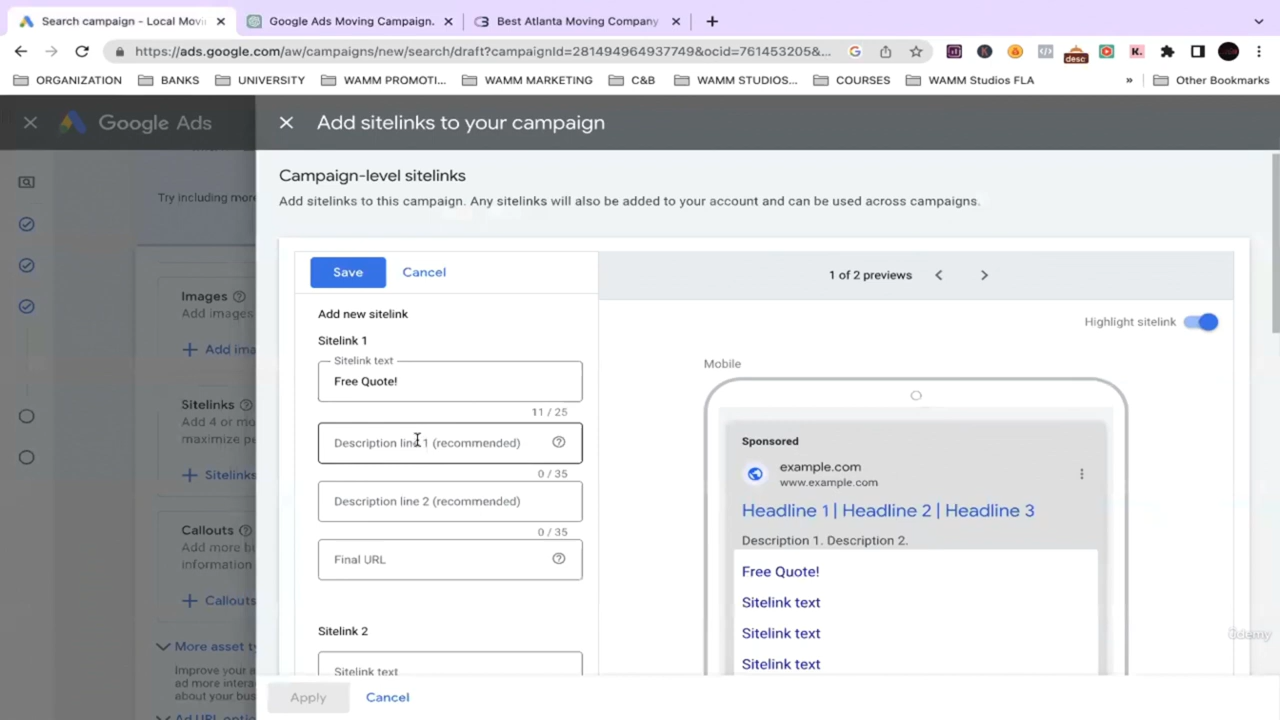 Search campaign - Local Movi
Google Ads Moving Campaign.
Best Atlanta Moving Company
https://ads.google.com/aw/campaigns/new/search/draft?campaignId=281494964937749&ocid=761453205&...
desc
K.
ORGANIZATION
BANKS
UNIVERSITY
WAMM PROMOTI...
WAMM MARKETING
C&B
WAMM STUDIOS...
COURSES
WAMM Studios FLA
»
Other Bookmarks
Google Ads
Add sitelinks to your campaign
Try including more
Images
Add images
Add ima
Sitelinks
Add 4 or mo
maximize pe
Sitelinks
Callouts
Add more b
information
Callouts
More asset ty
Improve your a
ad more intera
about your bus
Ad URL optio
Campaign-level sitelinks
Add sitelinks to this campaign. Any sitelinks will also be added to your account and can be used across campaigns.
Save Cancel
Add new sitelink
Sitelink 1
Sitelink text
Free Quote!
11 / 25
Description line 1 (recommended)
0 / 35
Description line 2 (recommended)
0 / 35
Final URL
Sitelink 2
Sitelink text
1 of 2 previews
Highlight sitelink
Mobile
Sponsored
example.com
www.example.com
Headline 1 | Headline 2 | Headline 3
Description 1. Description 2.
Free Quote!
Sitelink text
Sitelink text
Sitelink text
Apply Cancel
ûdemy